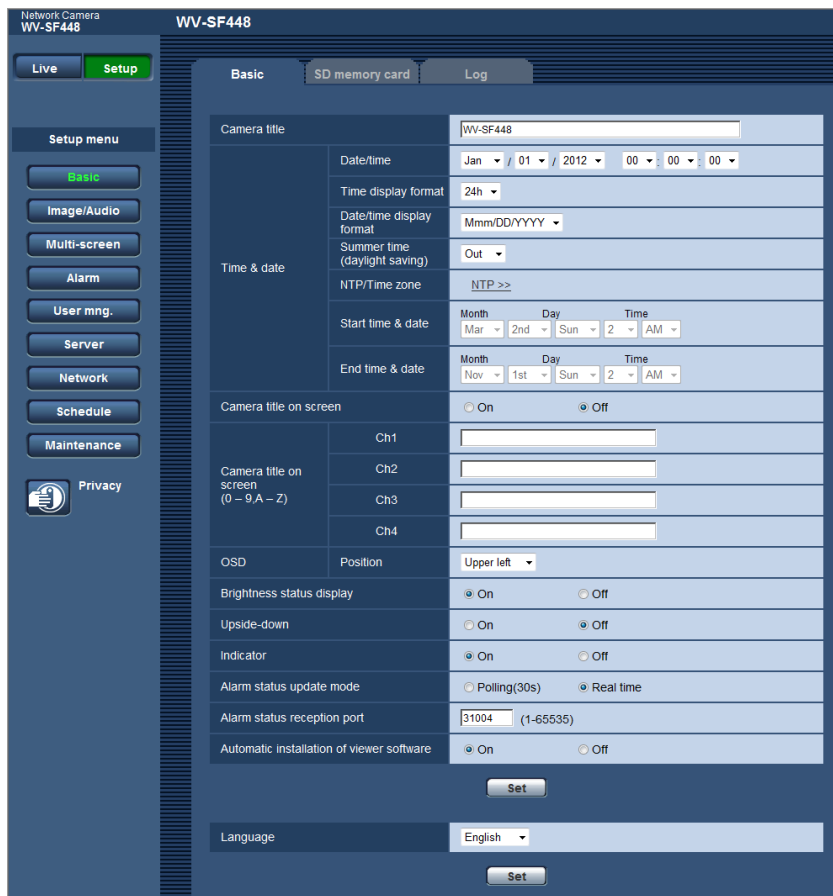 Network Camera
WV-SF448
WV-SF448
Live
Setup
Basic
SD memory card
Log
Setup menu
Basic
Image/Audio
Multi-screen
Alarm
User mng.
Server
Network
Schedule
Maintenance
Privacy
Camera title
WV-SF448
Time & date
Date/time
Jan / 01 / 2012 00 : 00 : 00
Time display format
24h
Date/time display
format
Mmm/DD/YYYY
Summer time
(daylight saving)
Out
NTP/Time zone
NTP >>
Start time & date
Month Day Time
Mar 2nd Sun 2 AM
End time & date
Month Day Time
Nov 1st Sun 2 AM
Camera title on screen
On Off
Camera title on
screen
(0 – 9,A – Z)
Ch1
Ch2
Ch3
Ch4
OSD
Position
Upper left
Brightness status display
On Off
Upside-down
On Off
Indicator
On Off
Alarm status update mode
Polling(30s) Real time
Alarm status reception port
31004 (1-65535)
Automatic installation of viewer software
On Off
Set
Language
English
Set